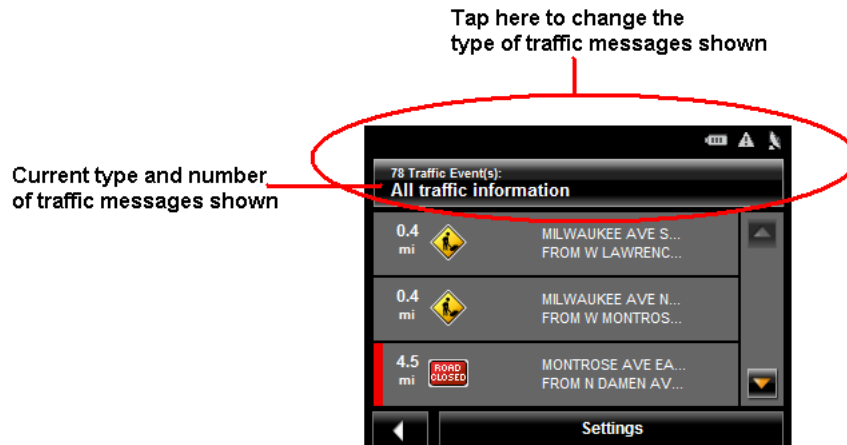 Tap here to change the
type of traffic messages shown
Current type and number
of traffic messages shown
78 Traffic Event(s):
All traffic information
0.4
mi
MILWAUKEE AVE S...
FROM W LAWRENC...
0.4
mi
MILWAUKEE AVE N...
FROM W MONTROS...
4.5
mi
ROAD
CLOSED
MONTROSE AVE EA...
FROM N DAMEN AV...
Settings